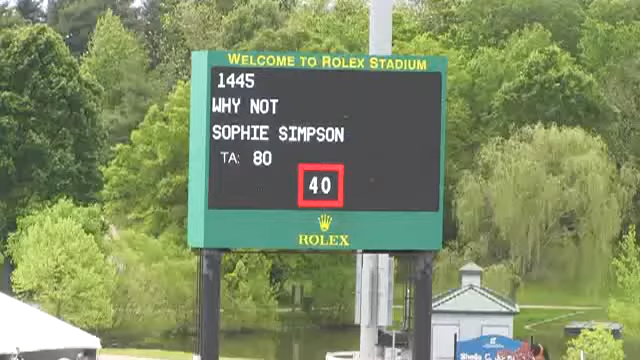 WELCOME TO ROLEX STADIUM
1445
WHY NOT
SOPHIE SIMPSON
TA: 80
40
ROLEX